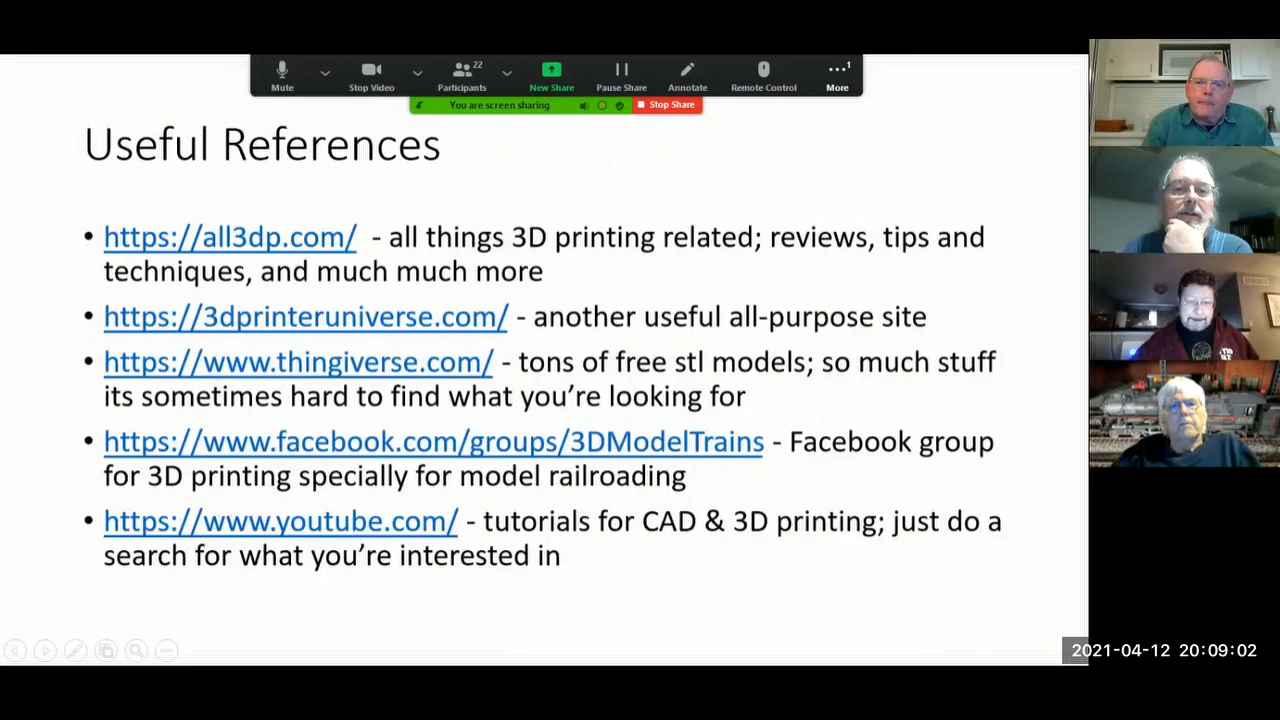 22
1
Mute
Stop Video
Participants
New Share
Pause Share
Annotate
Remote Control
More
You are screen sharing
Stop Share
Useful References
• https://all3dp.com/ - all things 3D printing related; reviews, tips and
techniques, and much much more
• https://3dprinteruniverse.com/ - another useful all-purpose site
• https://www.thingiverse.com/ - tons of free stl models; so much stuff
its sometimes hard to find what you’re looking for
• https://www.facebook.com/groups/3DModelTrains - Facebook group
for 3D printing specially for model railroading
• https://www.youtube.com/ - tutorials for CAD & 3D printing; just do a
search for what you’re interested in
2021-04-12 20:09:02